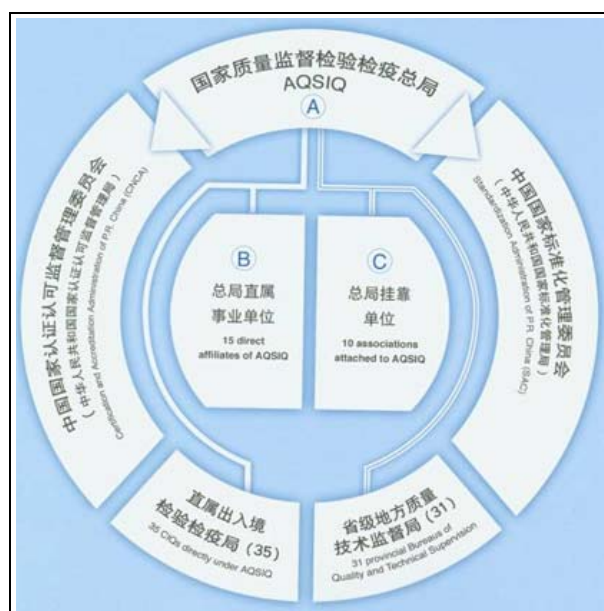 国家质量监督检验检疫总局
AQSIQ
A
中国国家认证认可监督管理委员会
（中华人民共和国国家认证认可监督管理局）
Certification and Accreditation Administration of P.R. China (CNCA)
B
总局直属
事业单位
15 direct
affiliates of AQSIQ
C
总局挂靠
单位
10 associations
attached to AQSIQ
中国国家标准化管理委员会
（中华人民共和国国家标准化管理局）
Standardization Administration of P.R. China (SAC)
直属出入境
检验检疫局（35）
35 CIQs directly under AQSIQ
省级地方质量
技术监督局（31）
31 provincial Bureaus of
Quality and Technical Supervision